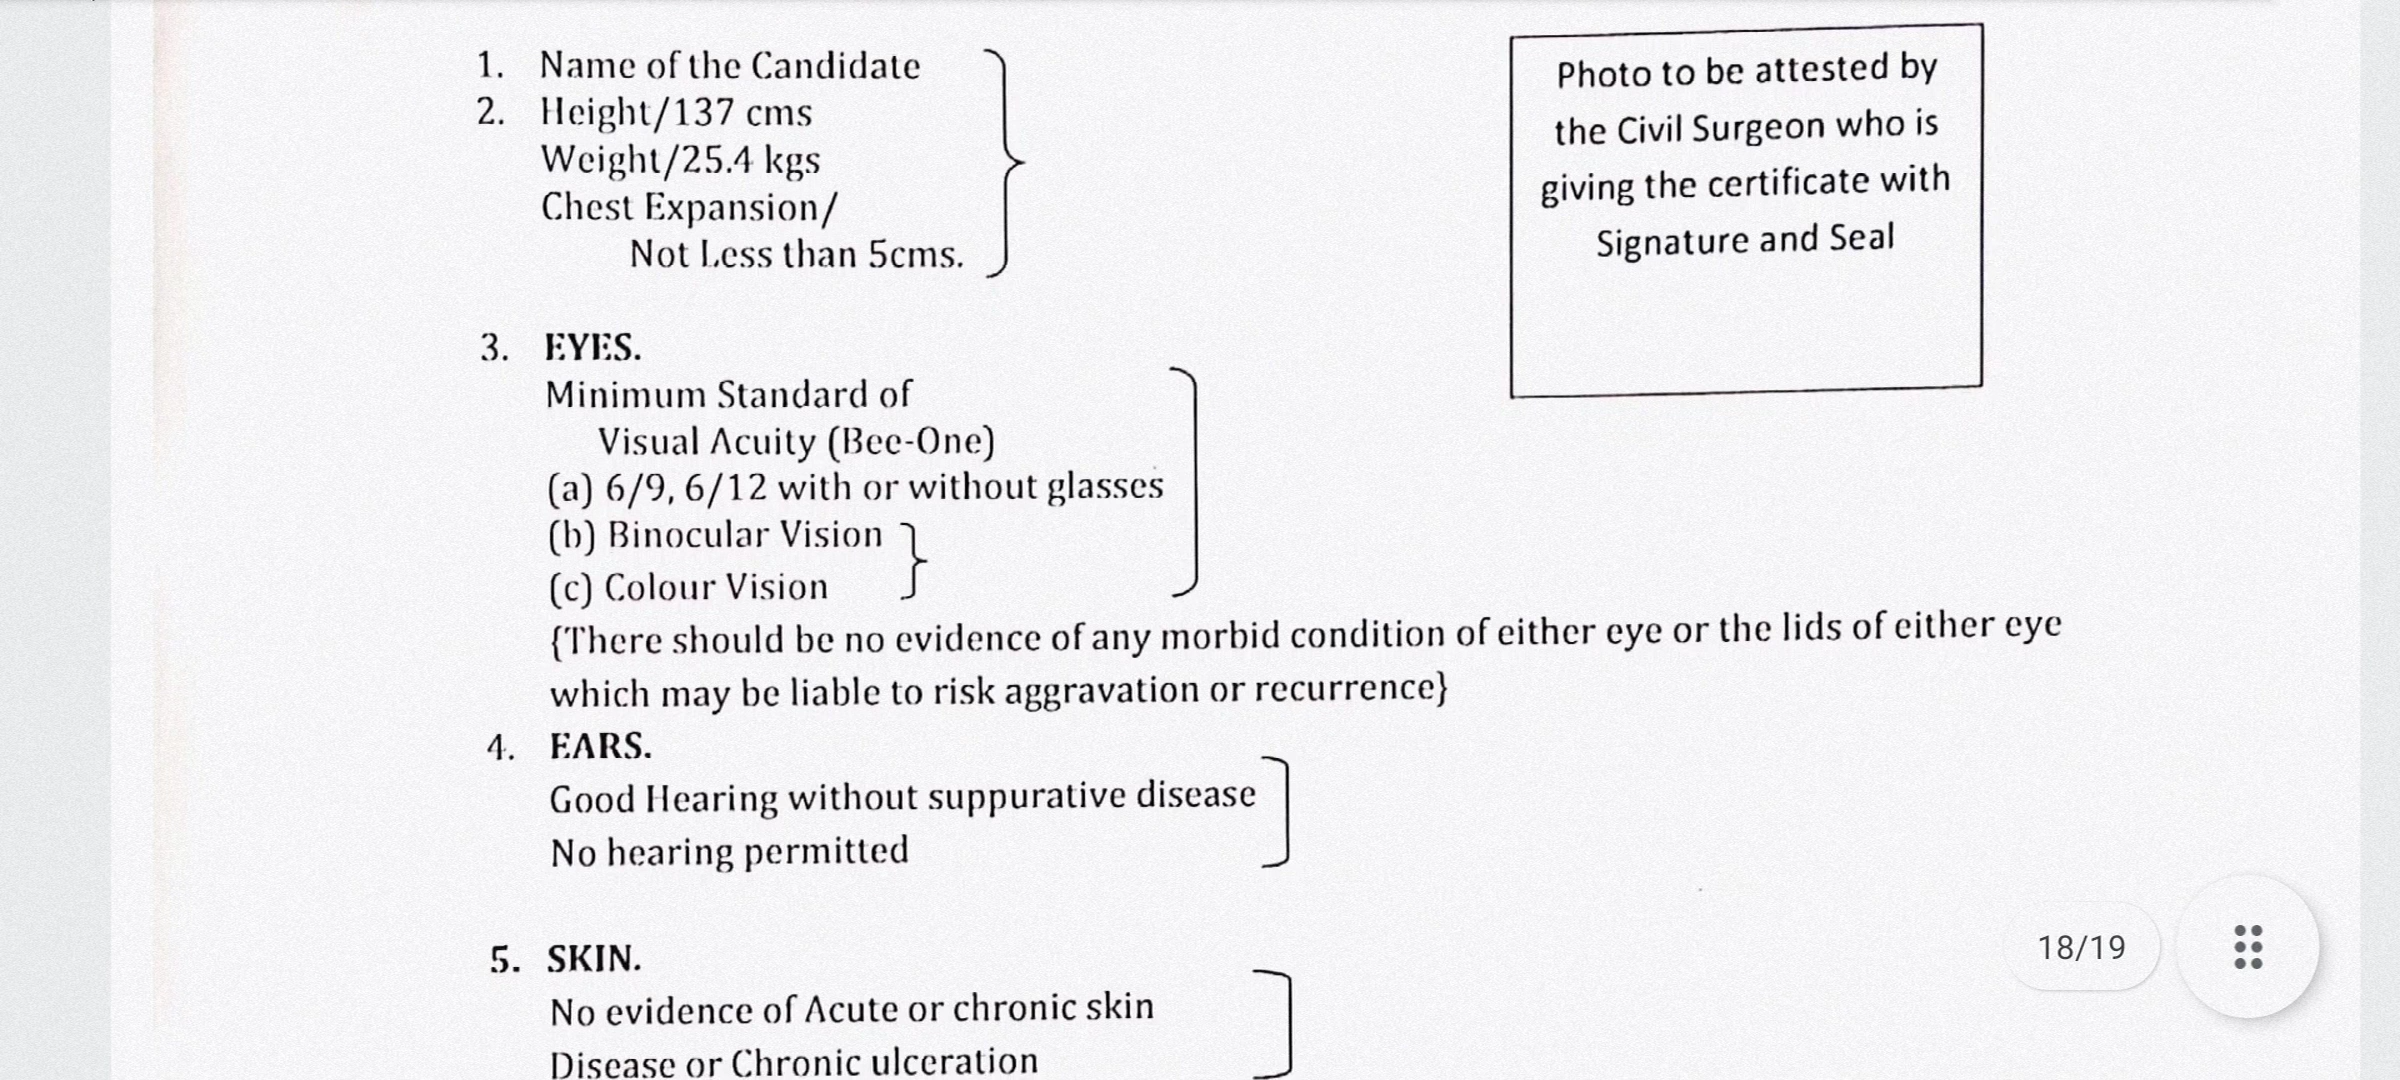 1. Name of the Candidate
2. Height/137 cms
Weight/25.4 kgs
Chest Expansion/
Not Less than 5cms.
Photo to be attested by
the Civil Surgeon who is
giving the certificate with
Signature and Seal
3. EYES.
Minimum Standard of
Visual Acuity (Bee-One)
(a) 6/9, 6/12 with or without glasses
(b) Binocular Vision
(c) Colour Vision
{There should be no evidence of any morbid condition of either eye or the lids of either eye
which may be liable to risk aggravation or recurrence}
4. EARS.
Good Hearing without suppurative disease
No hearing permitted
5. SKIN.
No evidence of Acute or chronic skin
Disease or Chronic ulceration
18/19